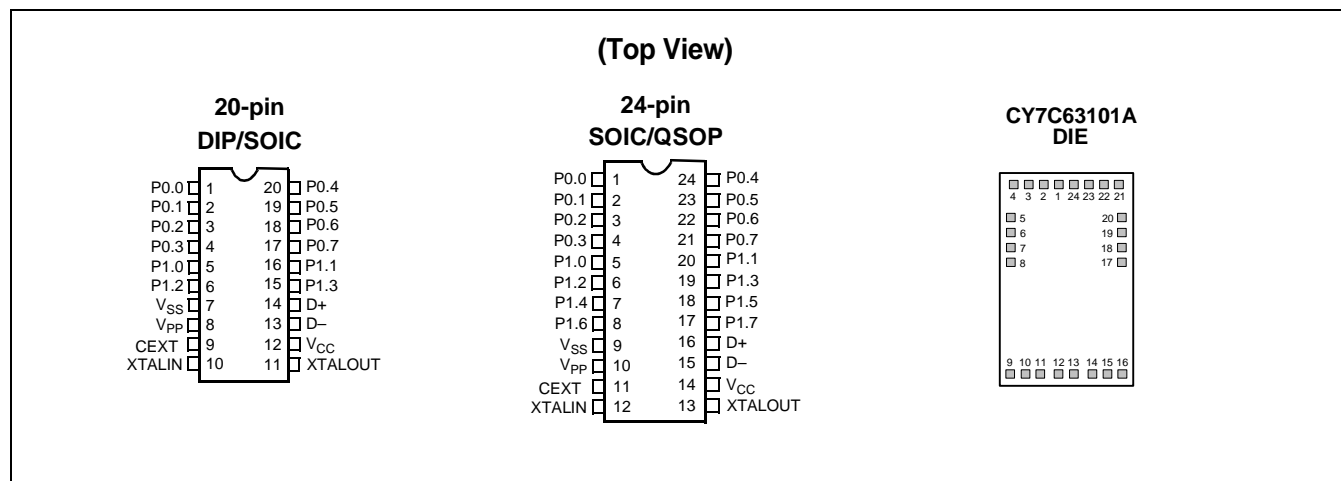 (Top View)
20-pin
DIP/SOIC
P0.0 1 20 P0.4
P0.1 2 19 P0.5
P0.2 3 18 P0.6
P0.3 4 17 P0.7
P1.0 5 16 P1.1
P1.2 6 15 P1.3
VSS 7 14 D+
VPP 8 13 D–
CEXT 9 12 VCC
XTALIN 10 11 XTALOUT
24-pin
SOIC/QSOP
P0.0 1 24 P0.4
P0.1 2 23 P0.5
P0.2 3 22 P0.6
P0.3 4 21 P0.7
P1.0 5 20 P1.1
P1.2 6 19 P1.3
P1.4 7 18 P1.5
P1.6 8 17 P1.7
VSS 9 16 D+
VPP 10 15 D–
CEXT 11 14 VCC
XTALIN 12 13 XTALOUT
CY7C63101A
DIE
4 3 2 1 24 23 22 21
5 20
6 19
7 18
8 17
9 10 11 12 13 14 15 16